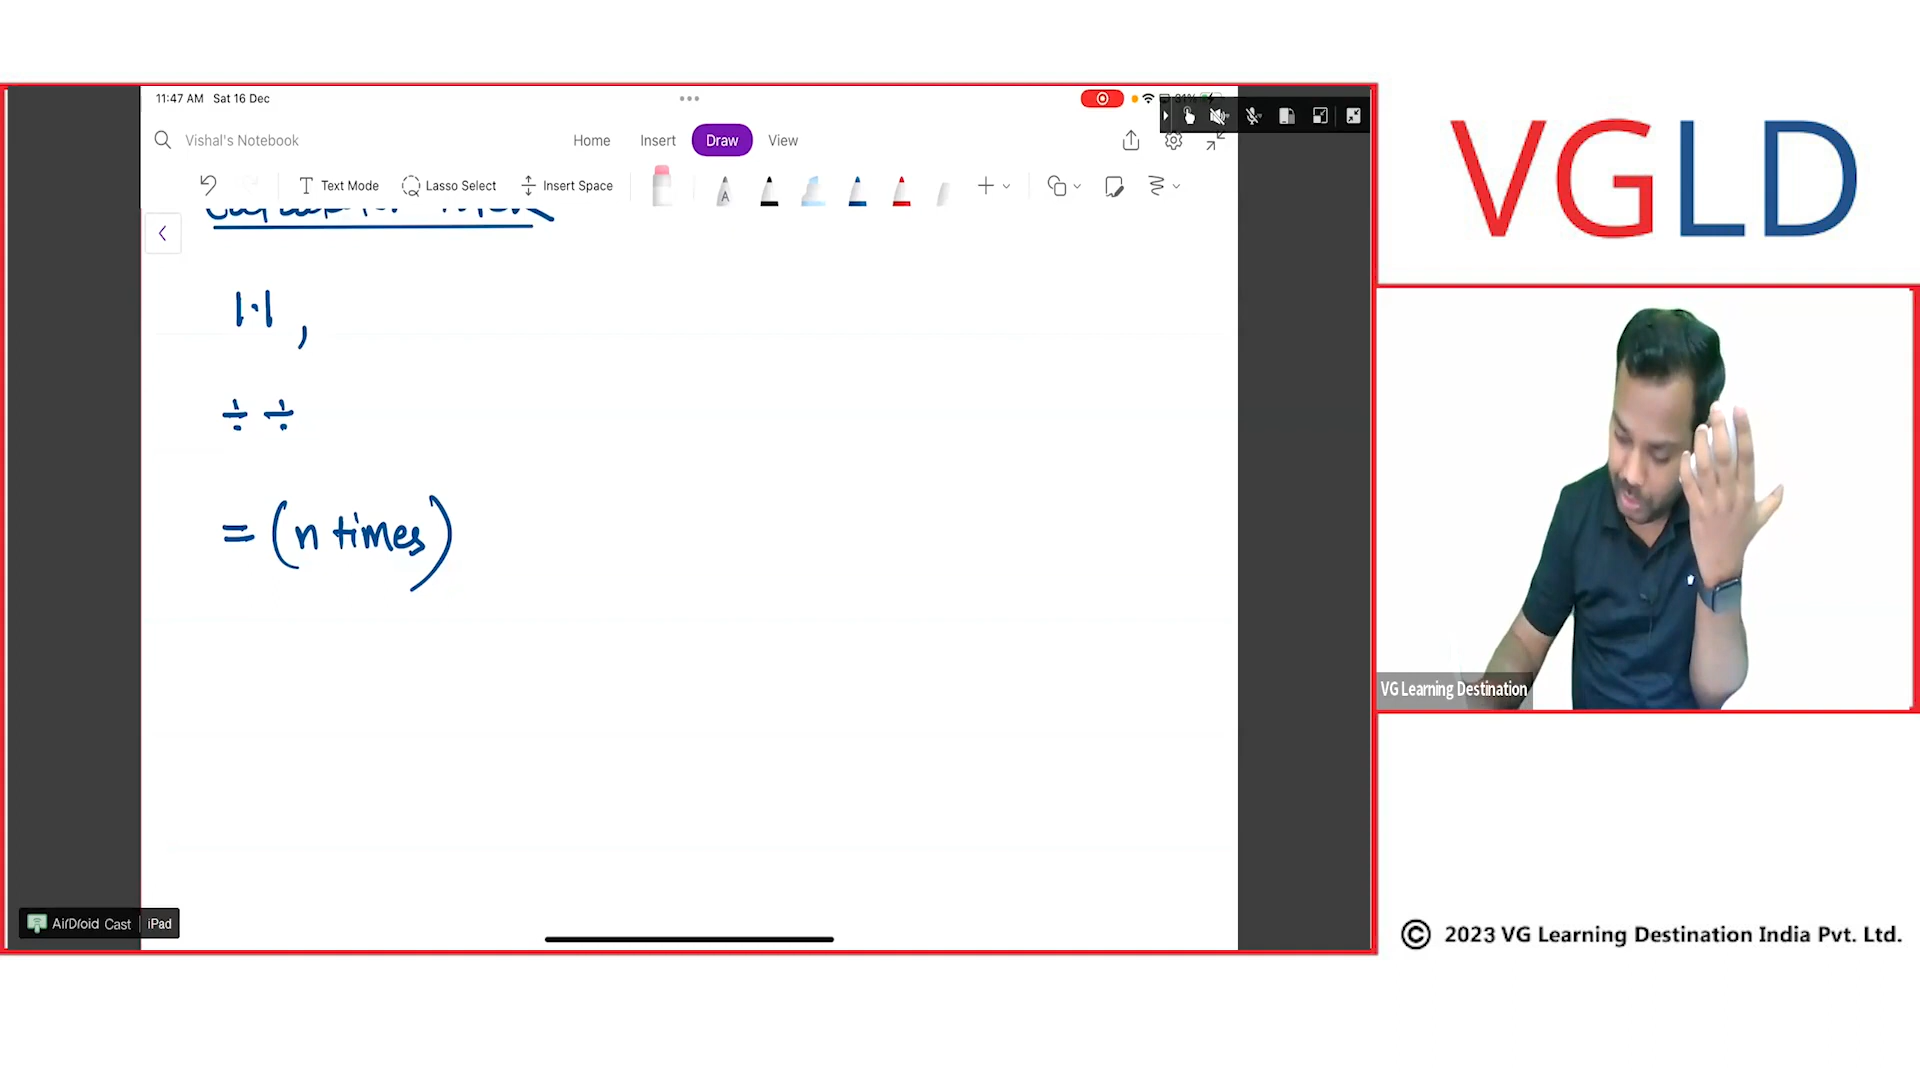 11:47 AM Sat 16 Dec
31%
VGLD
Vishal's Notebook
Home Insert Draw View
Text Mode Lasso Select Insert Space
1.1 ,
÷ ÷
= (n times)
VG Learning Destination
AirDroid Cast iPad
© 2023 VG Learning Destination India Pvt. Ltd.